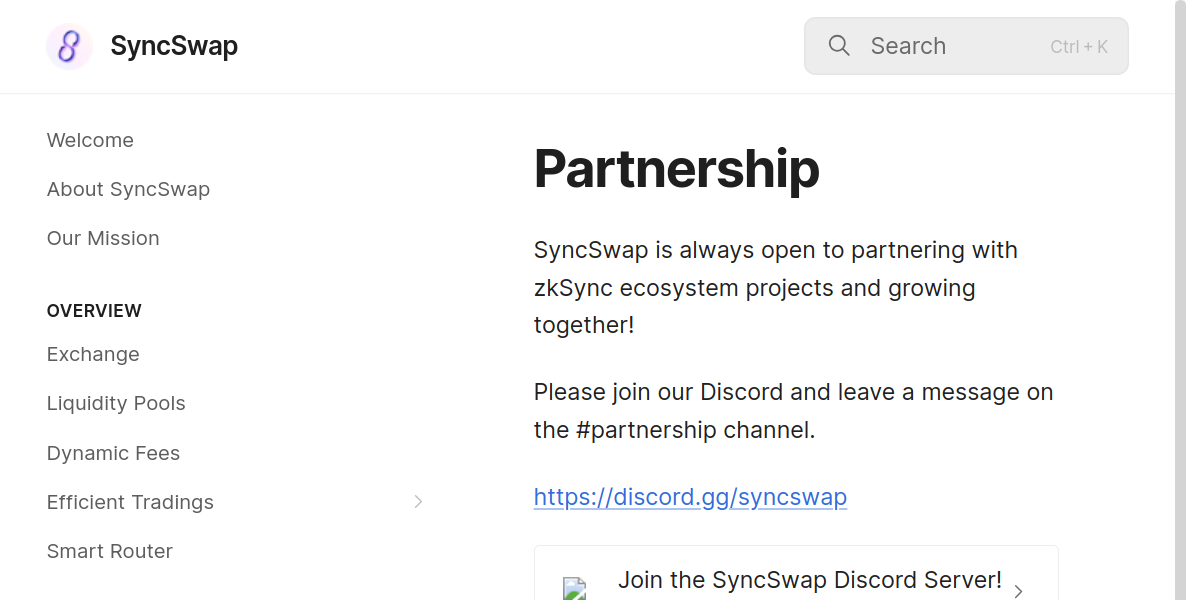 SyncSwap
Search
Ctrl + K
Welcome
About SyncSwap
Our Mission
OVERVIEW
Exchange
Liquidity Pools
Dynamic Fees
Efficient Tradings
Smart Router
Partnership
SyncSwap is always open to partnering with
zkSync ecosystem projects and growing
together!
Please join our Discord and leave a message on
the #partnership channel.
https://discord.gg/syncswap
Join the SyncSwap Discord Server!